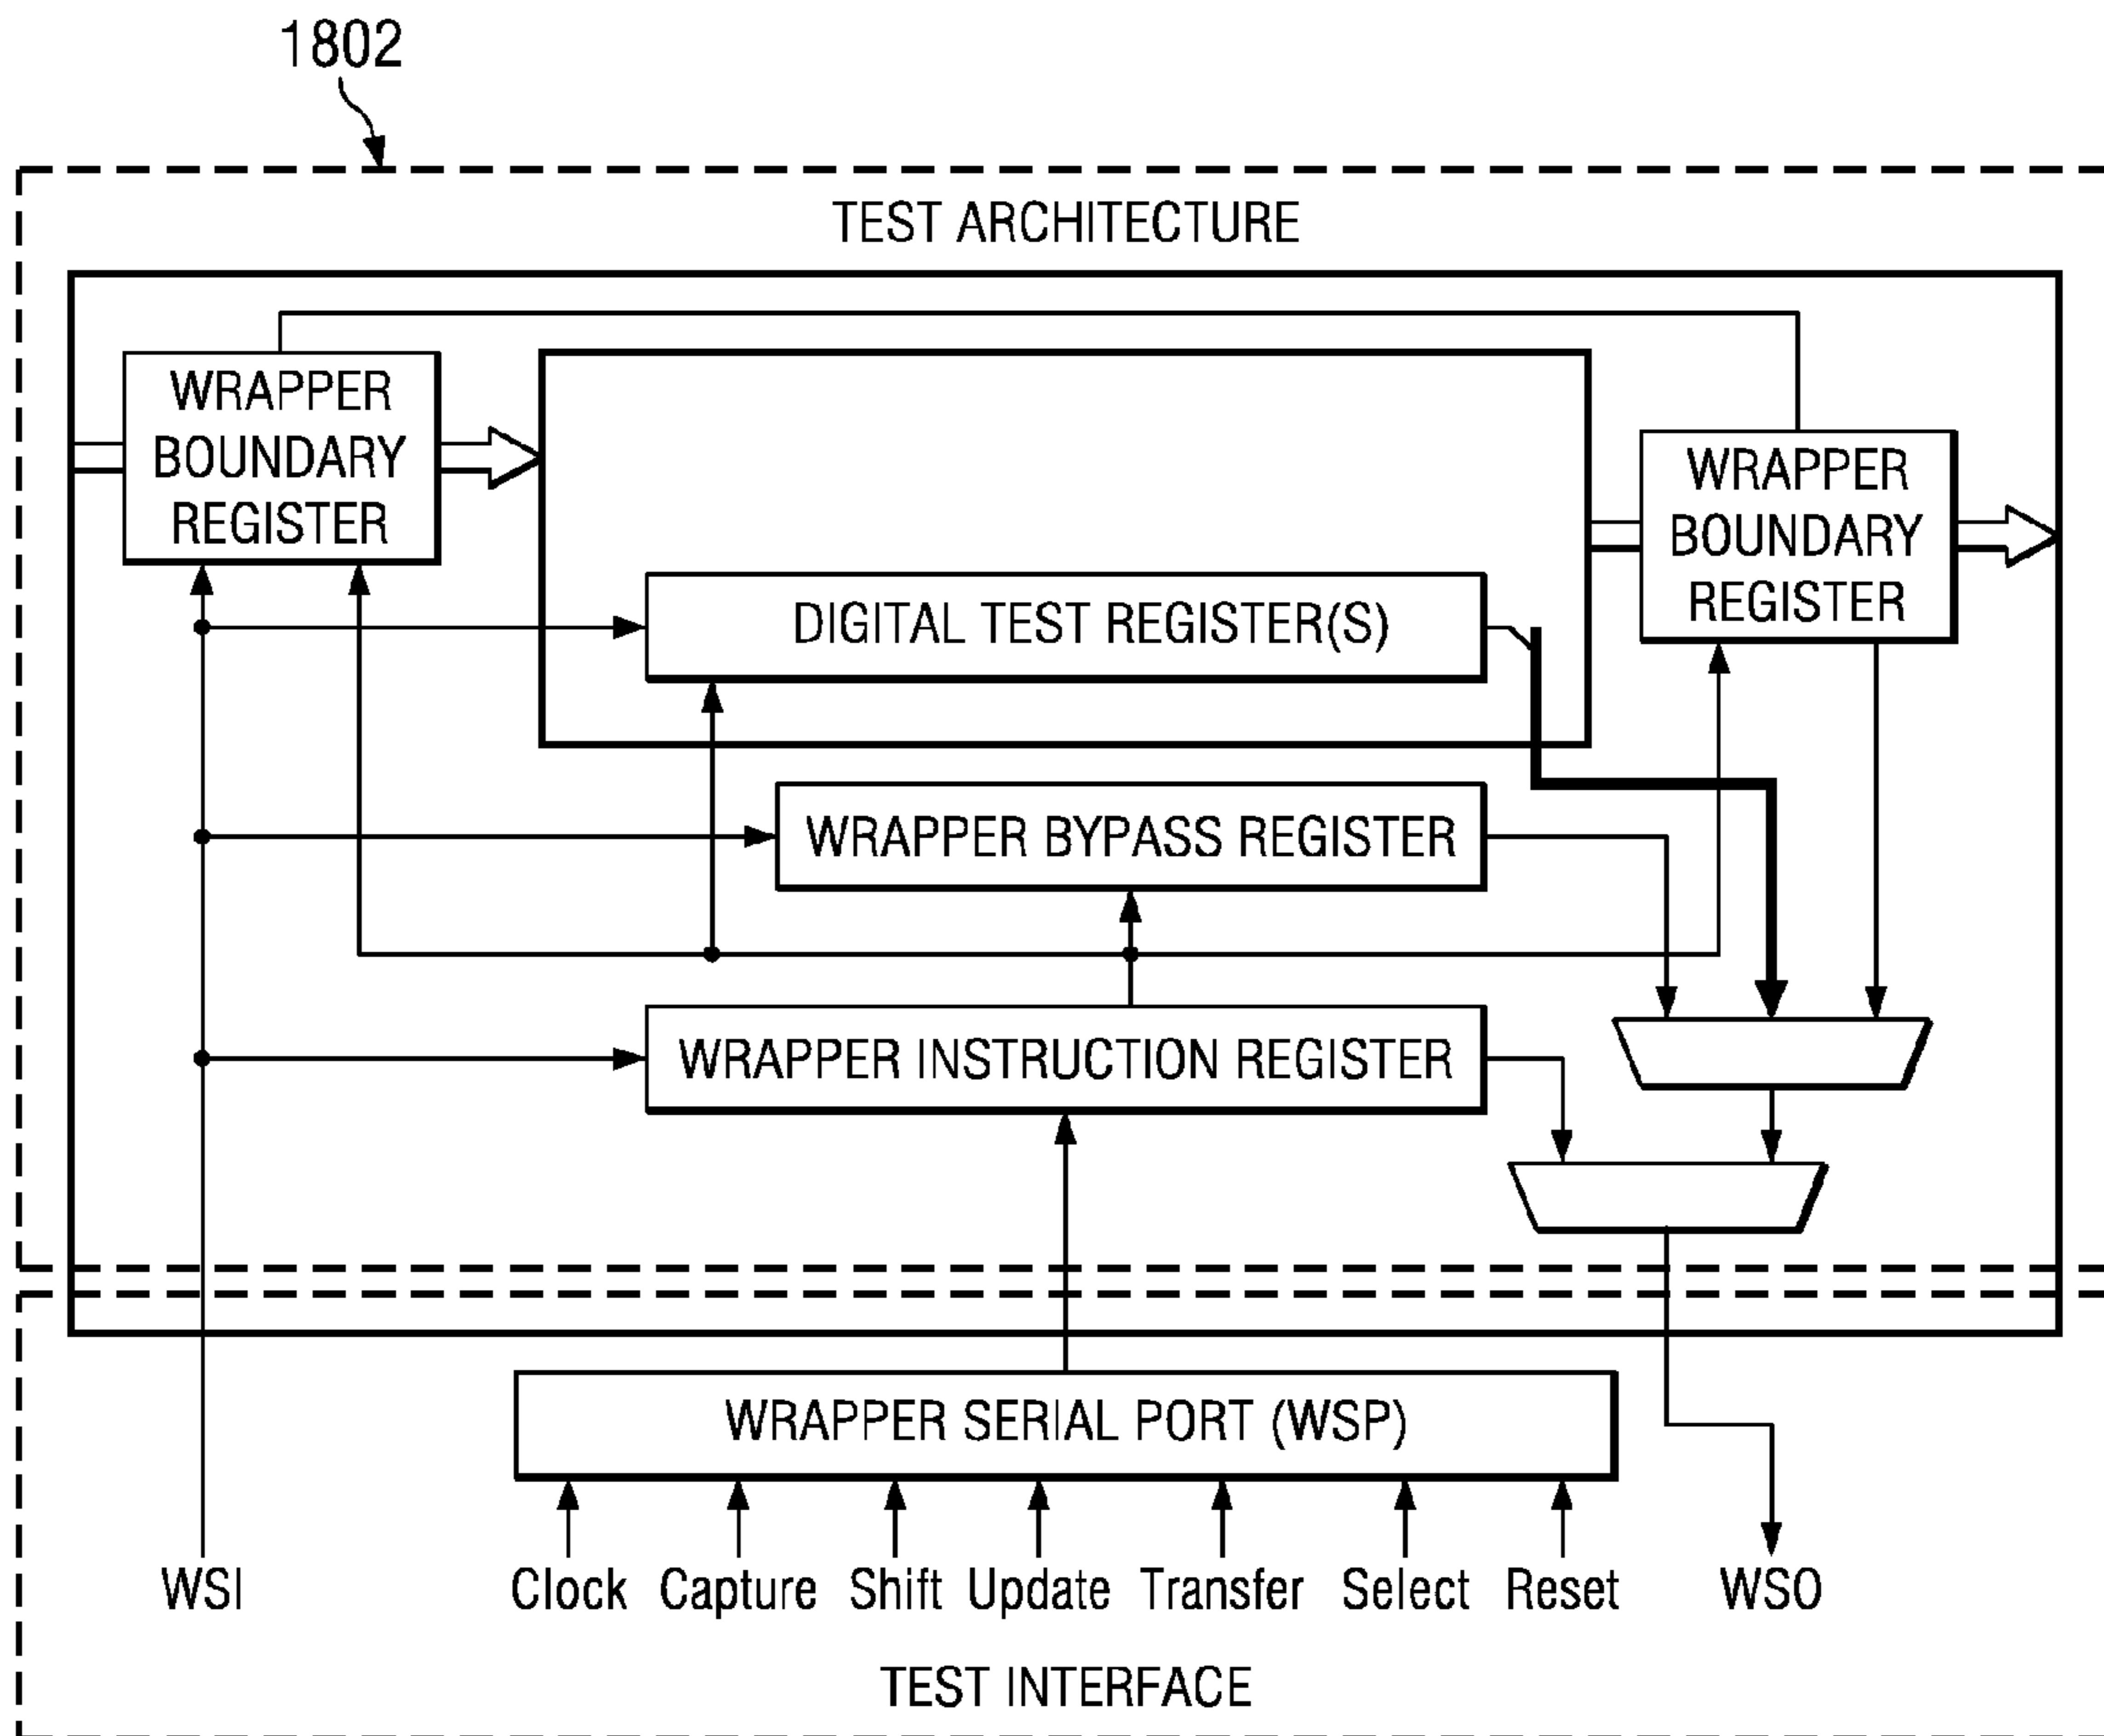 1802
TEST ARCHITECTURE
WRAPPER
BOUNDARY
REGISTER
WRAPPER
BOUNDARY
REGISTER
DIGITAL TEST REGISTER(S)
WRAPPER BYPASS REGISTER
WRAPPER INSTRUCTION REGISTER
WRAPPER SERIAL PORT (WSP)
WSI Clock Capture Shift Update Transfer Select Reset WSO
TEST INTERFACE